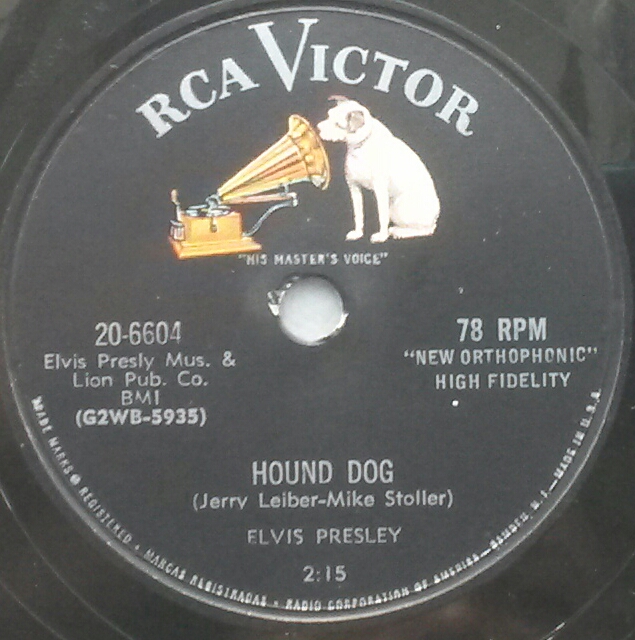 RCA VICTOR
"HIS MASTER'S VOICE"
20-6604
Elvis Presly Mus. &
Lion Pub. Co.
BMI
(G2WB-5935)
78 RPM
"NEW ORTHOPHONIC"
HIGH FIDELITY
HOUND DOG
(Jerry Leiber-Mike Stoller)
ELVIS PRESLEY
2:15
TRADE MARKS ® REGISTERED • MARCAS REGISTRADAS • RADIO CORPORATION OF AMERICA—CAMDEN, N. J.—MADE IN U.S.A.